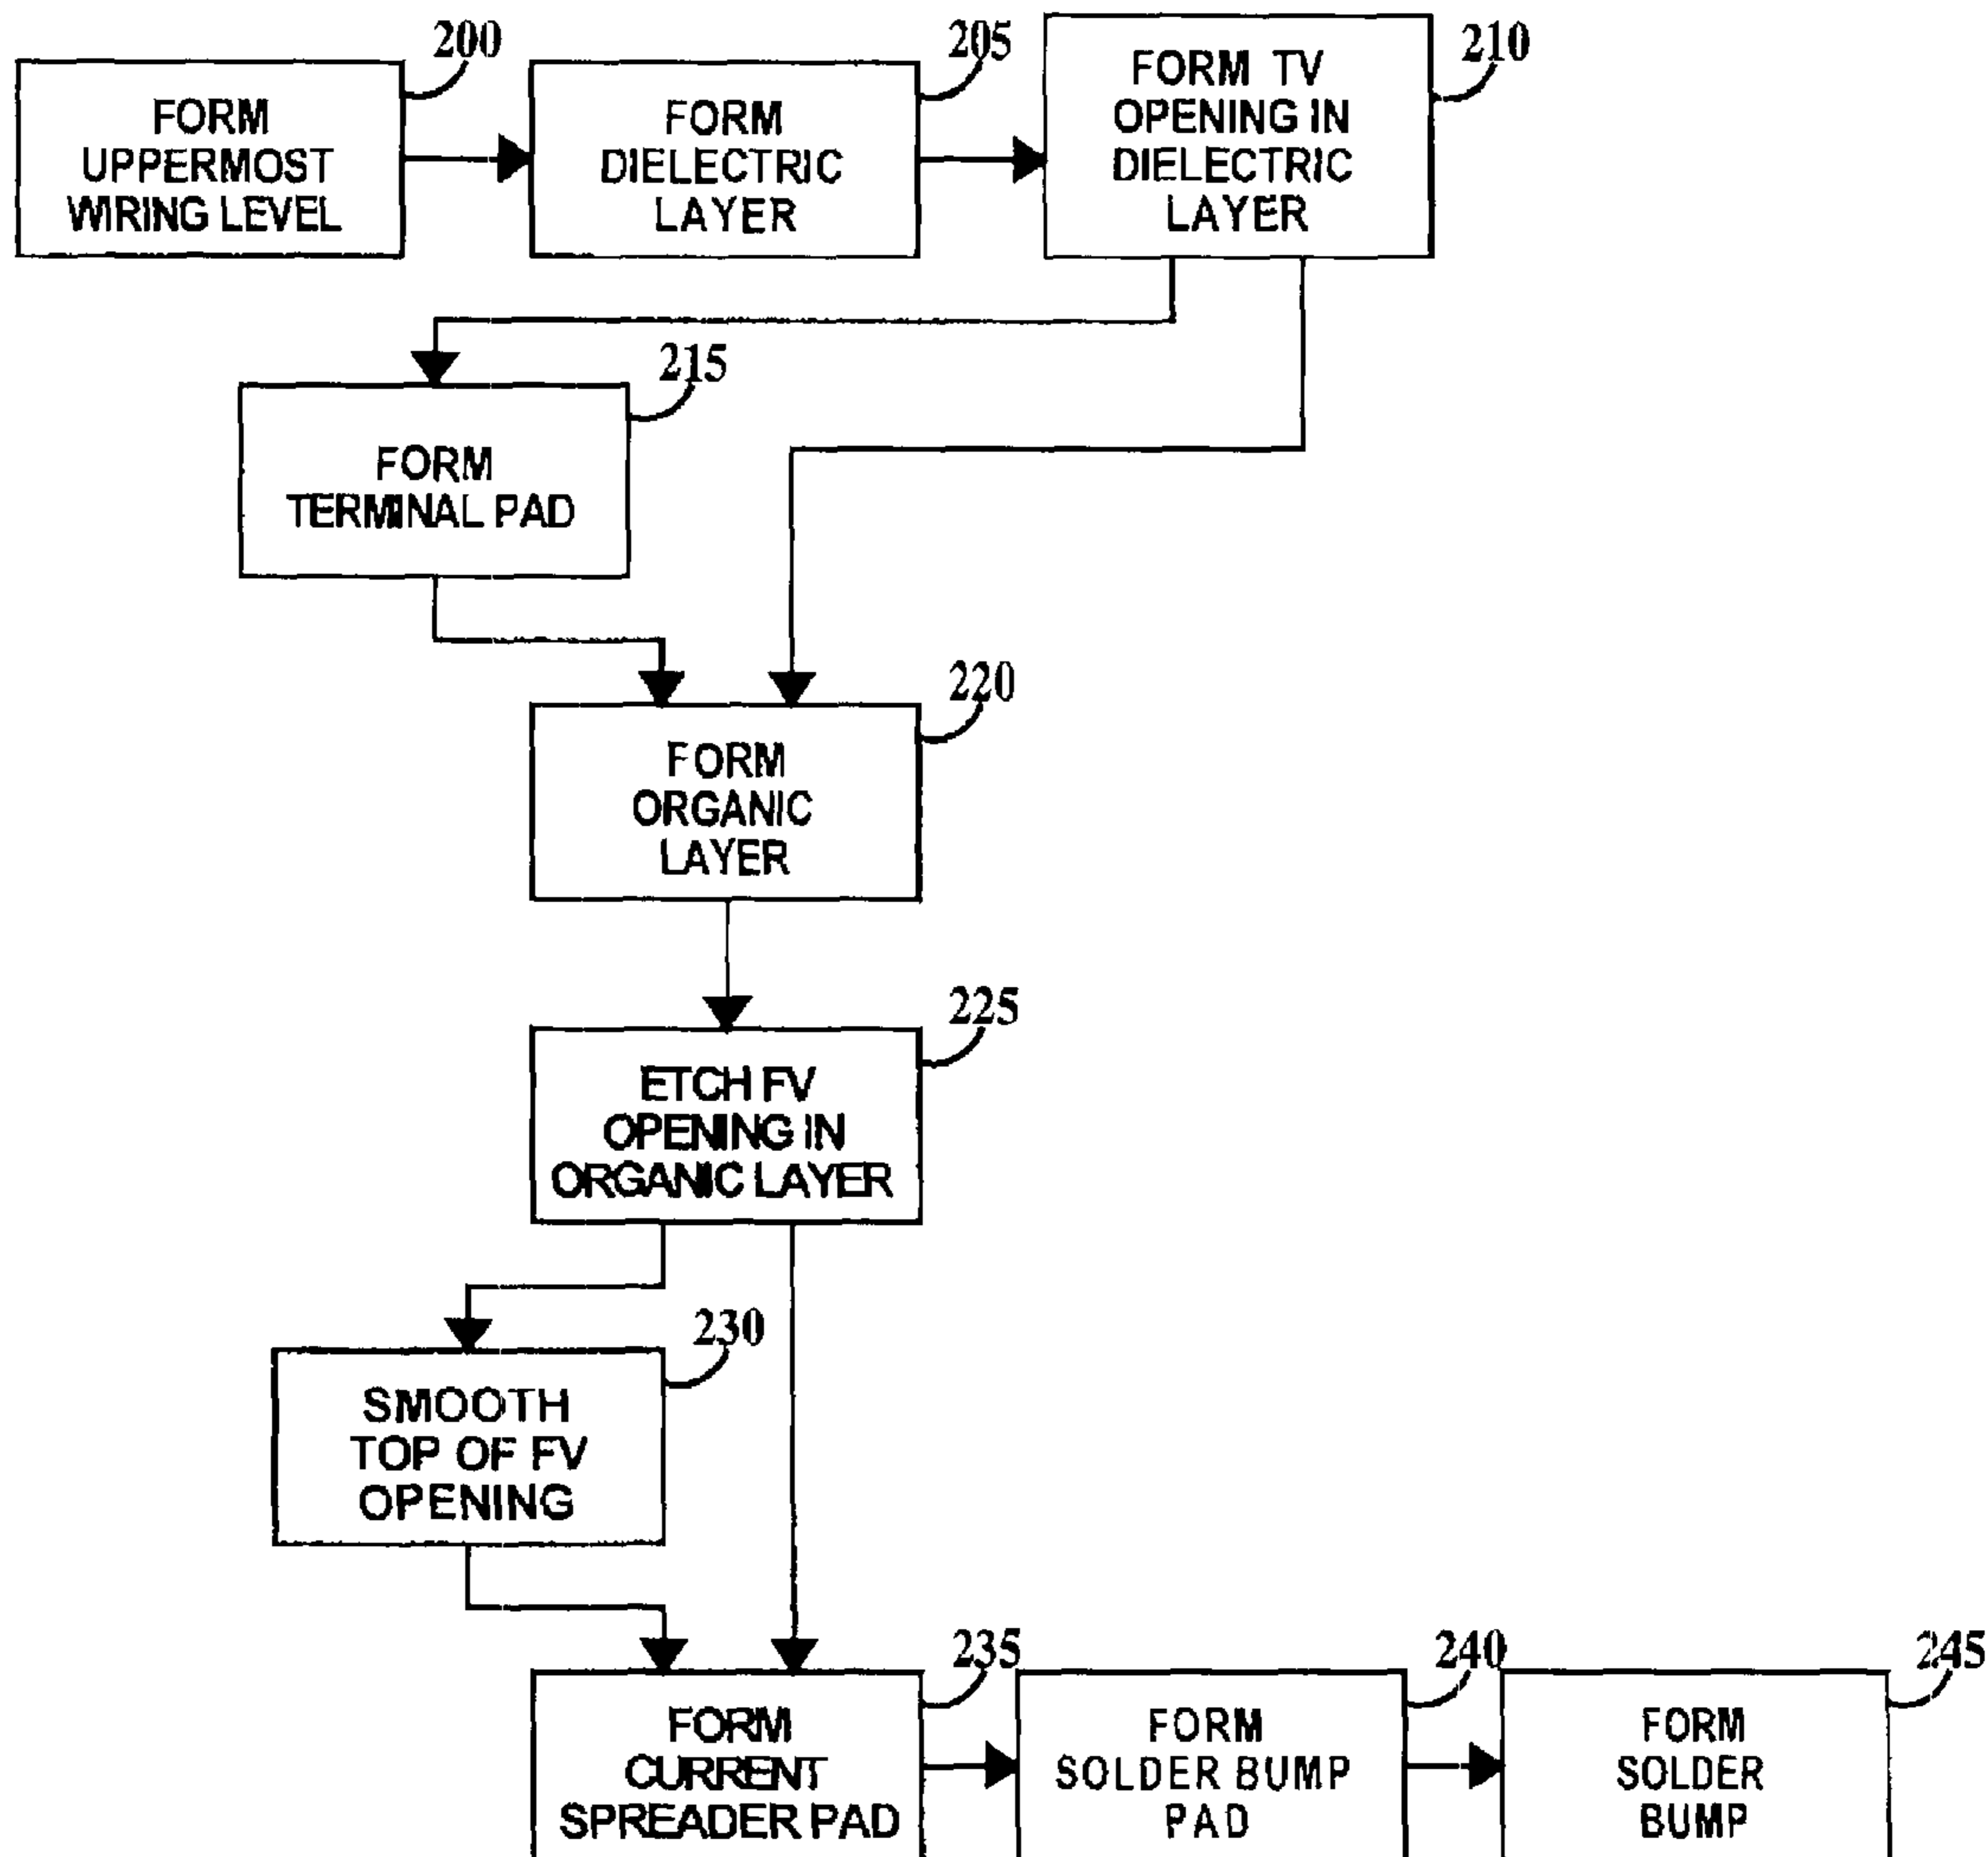 200
FORM
UPPERMOST
WIRING LEVEL
205
FORM
DIELECTRIC
LAYER
210
FORM TV
OPENING IN
DIELECTRIC
LAYER
215
FORM
TERMINAL PAD
220
FORM
ORGANIC
LAYER
225
ETCH FV
OPENING IN
ORGANIC LAYER
230
SMOOTH
TOP OF FV
OPENING
235
FORM
CURRENT
SPREADER PAD
240
FORM
SOLDER BUMP
PAD
245
FORM
SOLDER
BUMP